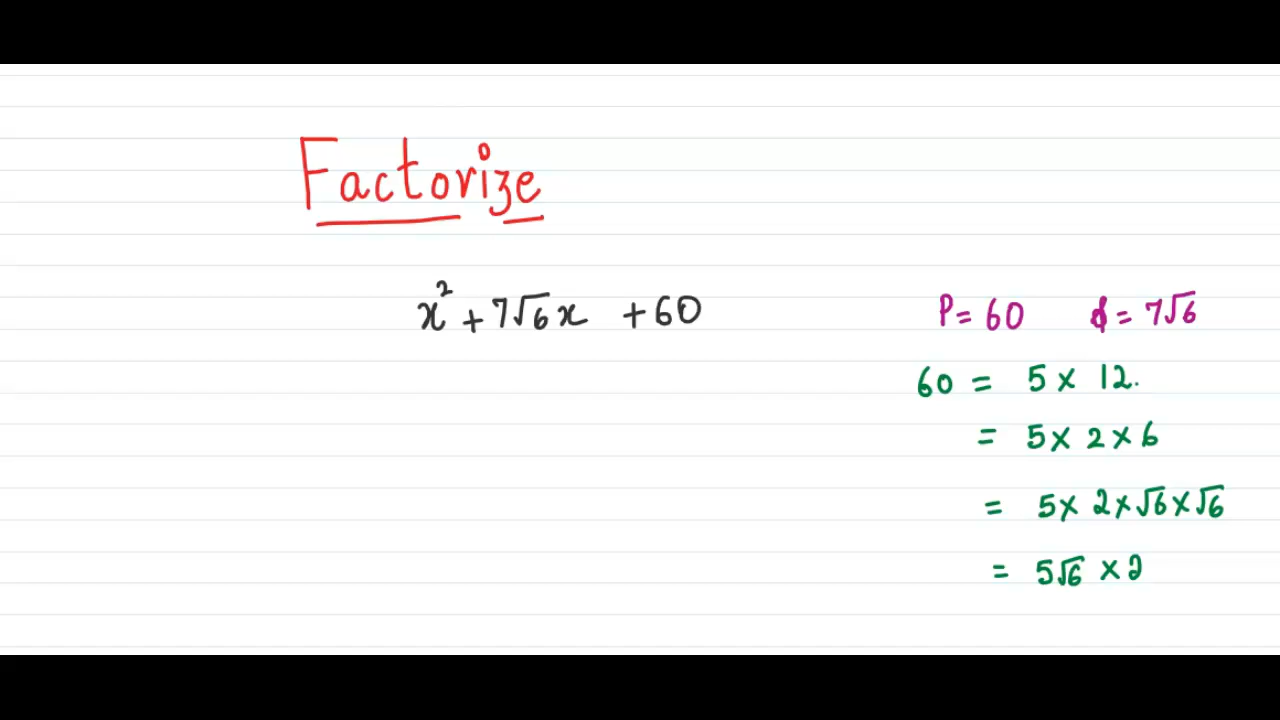 Factorize
x² + 7√6x + 60
P = 60 S = 7√6
60 = 5 × 12.
= 5 × 2 × 6
= 5 × 2 × √6 × √6
= 5√6 × 2